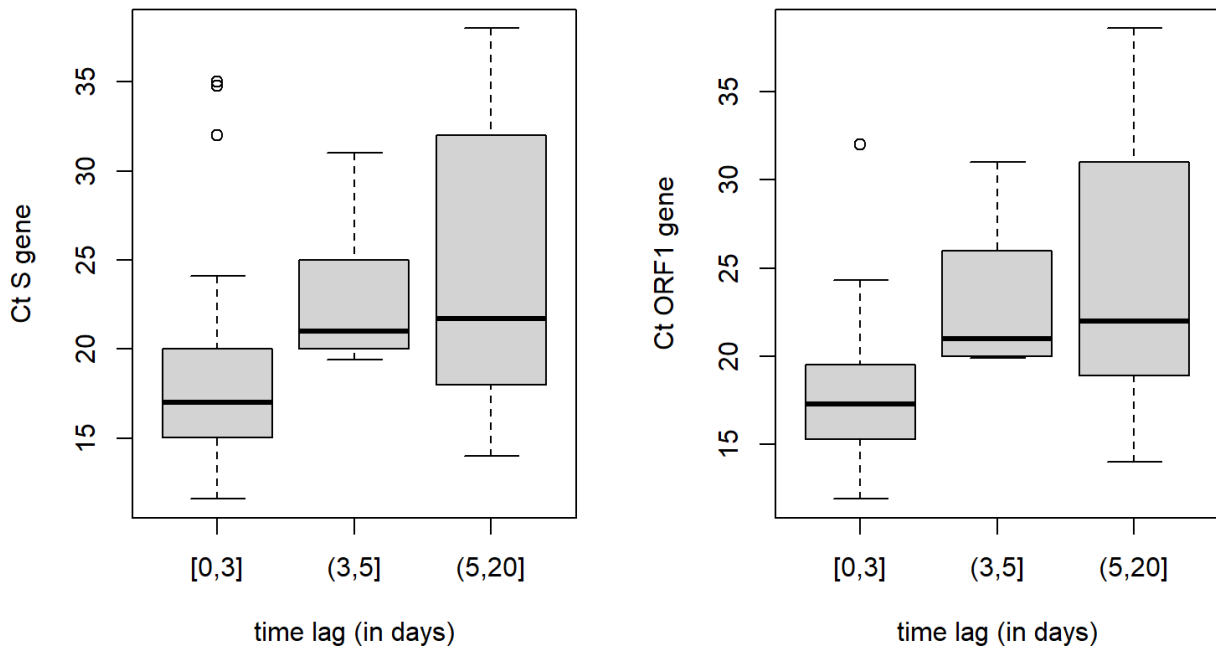 Ct S gene
35
30
25
20
15
[0,3] (3,5] (5,20]
time lag (in days)
Ct ORF1 gene
35
30
25
20
15
[0,3] (3,5] (5,20]
time lag (in days)